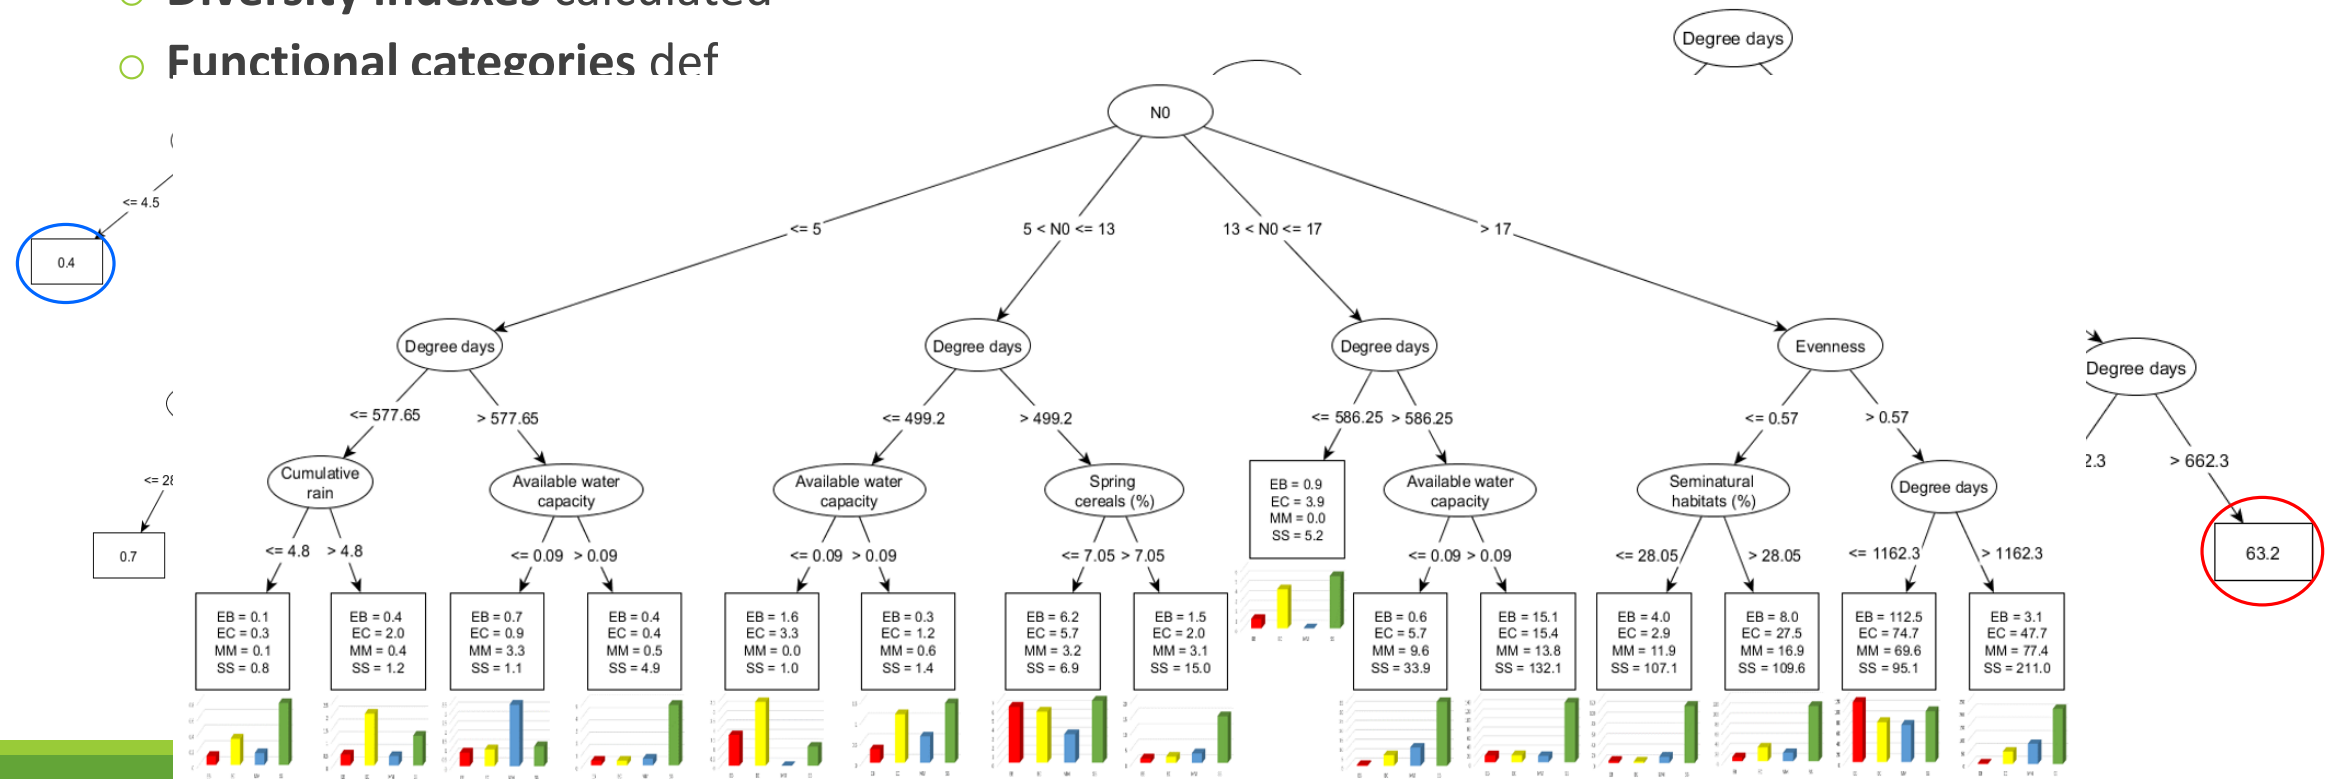 Diversity indexes calculated
Functional categories def
Degree days
N0
<= 4.5
0.4
<= 5
5 < N0 <= 13
13 < N0 <= 17
> 17
Degree days
Degree days
Degree days
Evenness
Degree days
<= 577.65
> 577.65
<= 499.2
> 499.2
<= 586.25
> 586.25
<= 0.57
> 0.57
2.3
> 662.3
<= 28
Cumulative
rain
Available water
capacity
Available water
capacity
Spring
cereals (%)
EB = 0.9
EC = 3.9
MM = 0.0
SS = 5.2
Available water
capacity
Seminatural
habitats (%)
Degree days
0.7
63.2
<= 4.8
> 4.8
<= 0.09
> 0.09
<= 0.09
> 0.09
<= 7.05
> 7.05
<= 0.09
> 0.09
<= 28.05
> 28.05
<= 1162.3
> 1162.3
EB = 0.1
EC = 0.3
MM = 0.1
SS = 0.8
EB = 0.4
EC = 2.0
MM = 0.4
SS = 1.2
EB = 0.7
EC = 0.9
MM = 3.3
SS = 1.1
EB = 0.4
EC = 0.4
MM = 0.5
SS = 4.9
EB = 1.6
EC = 3.3
MM = 0.0
SS = 1.0
EB = 0.3
EC = 1.2
MM = 0.6
SS = 1.4
EB = 6.2
EC = 5.7
MM = 3.2
SS = 6.9
EB = 1.5
EC = 2.0
MM = 3.1
SS = 15.0
EB = 0.6
EC = 5.7
MM = 9.6
SS = 33.9
EB = 15.1
EC = 15.4
MM = 13.8
SS = 132.1
EB = 4.0
EC = 2.9
MM = 11.9
SS = 107.1
EB = 8.0
EC = 27.5
MM = 16.9
SS = 109.6
EB = 112.5
EC = 74.7
MM = 69.6
SS = 95.1
EB = 3.1
EC = 47.7
MM = 77.4
SS = 211.0